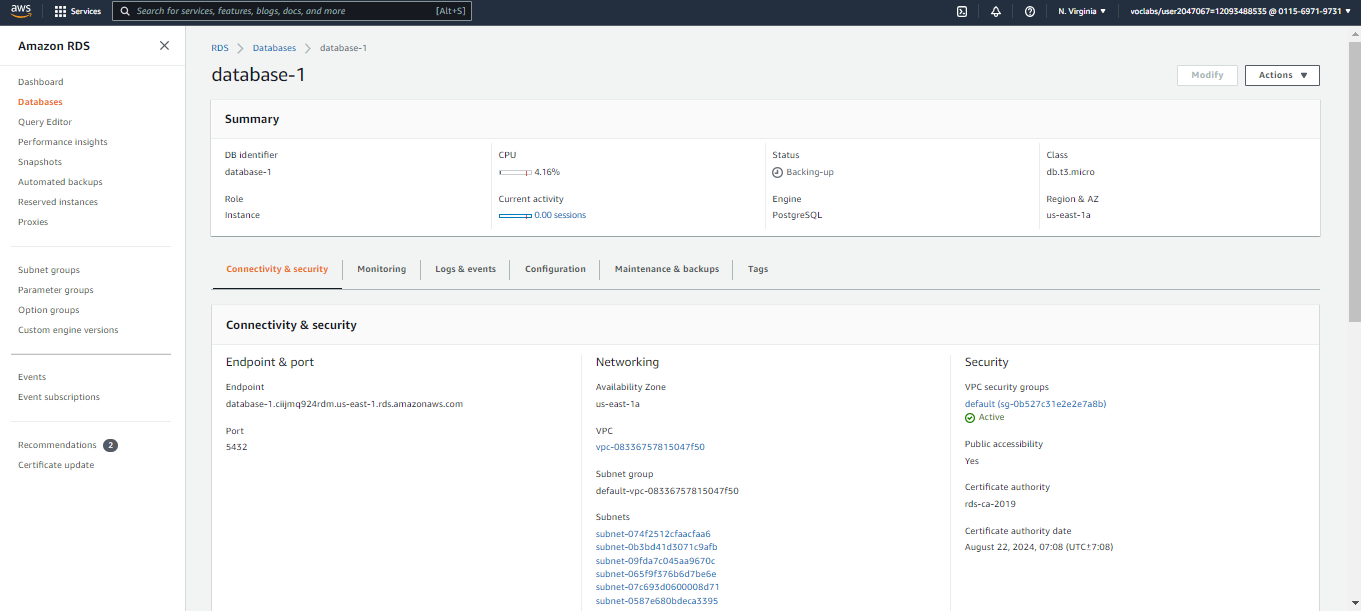 aws
Services
Search for services, features, blogs, docs, and more
[Alt+S]
N. Virginia
voclabs/user2047067=12093488535 @ 0115-6971-9731
Amazon RDS
Dashboard
Databases
Query Editor
Performance insights
Snapshots
Automated backups
Reserved instances
Proxies
Subnet groups
Parameter groups
Option groups
Custom engine versions
Events
Event subscriptions
Recommendations 2
Certificate update
RDS > Databases > database-1
database-1
Modify
Actions
Summary
DB identifier
database-1
CPU
4.16%
Status
Backing-up
Class
db.t3.micro
Role
Instance
Current activity
0.00 sessions
Engine
PostgreSQL
Region & AZ
us-east-1a
Connectivity & security
Monitoring
Logs & events
Configuration
Maintenance & backups
Tags
Connectivity & security
Endpoint & port
Endpoint
database-1.ciijmq924rdm.us-east-1.rds.amazonaws.com
Port
5432
Networking
Availability Zone
us-east-1a
VPC
vpc-08336757815047f50
Subnet group
default-vpc-08336757815047f50
Subnets
subnet-074f2512cfaacfaa6
subnet-0b3bd41d3071c9afb
subnet-09fda7c045aa9670c
subnet-065f9f376b6d7be6e
subnet-07c693d0600008d71
subnet-0587e680bdeca3395
Security
VPC security groups
default (sg-0b527c31e2e2e7a8b)
Active
Public accessibility
Yes
Certificate authority
rds-ca-2019
Certificate authority date
August 22, 2024, 07:08 (UTC±7:08)